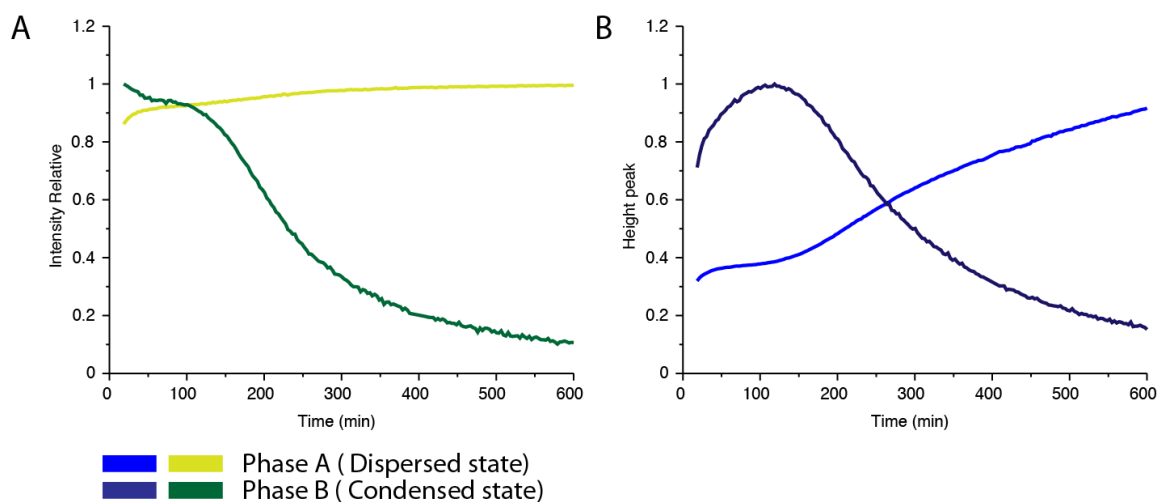 A
B
1.2
1
0.8
0.6
0.4
0.2
0
Intensity Relative
0 100 200 300 400 500 600
Time (min)
1.2
1
0.8
0.6
0.4
0.2
0
Height peak
0 100 200 300 400 500 600
Time (min)
Phase A ( Dispersed state)
Phase B ( Condensed state)